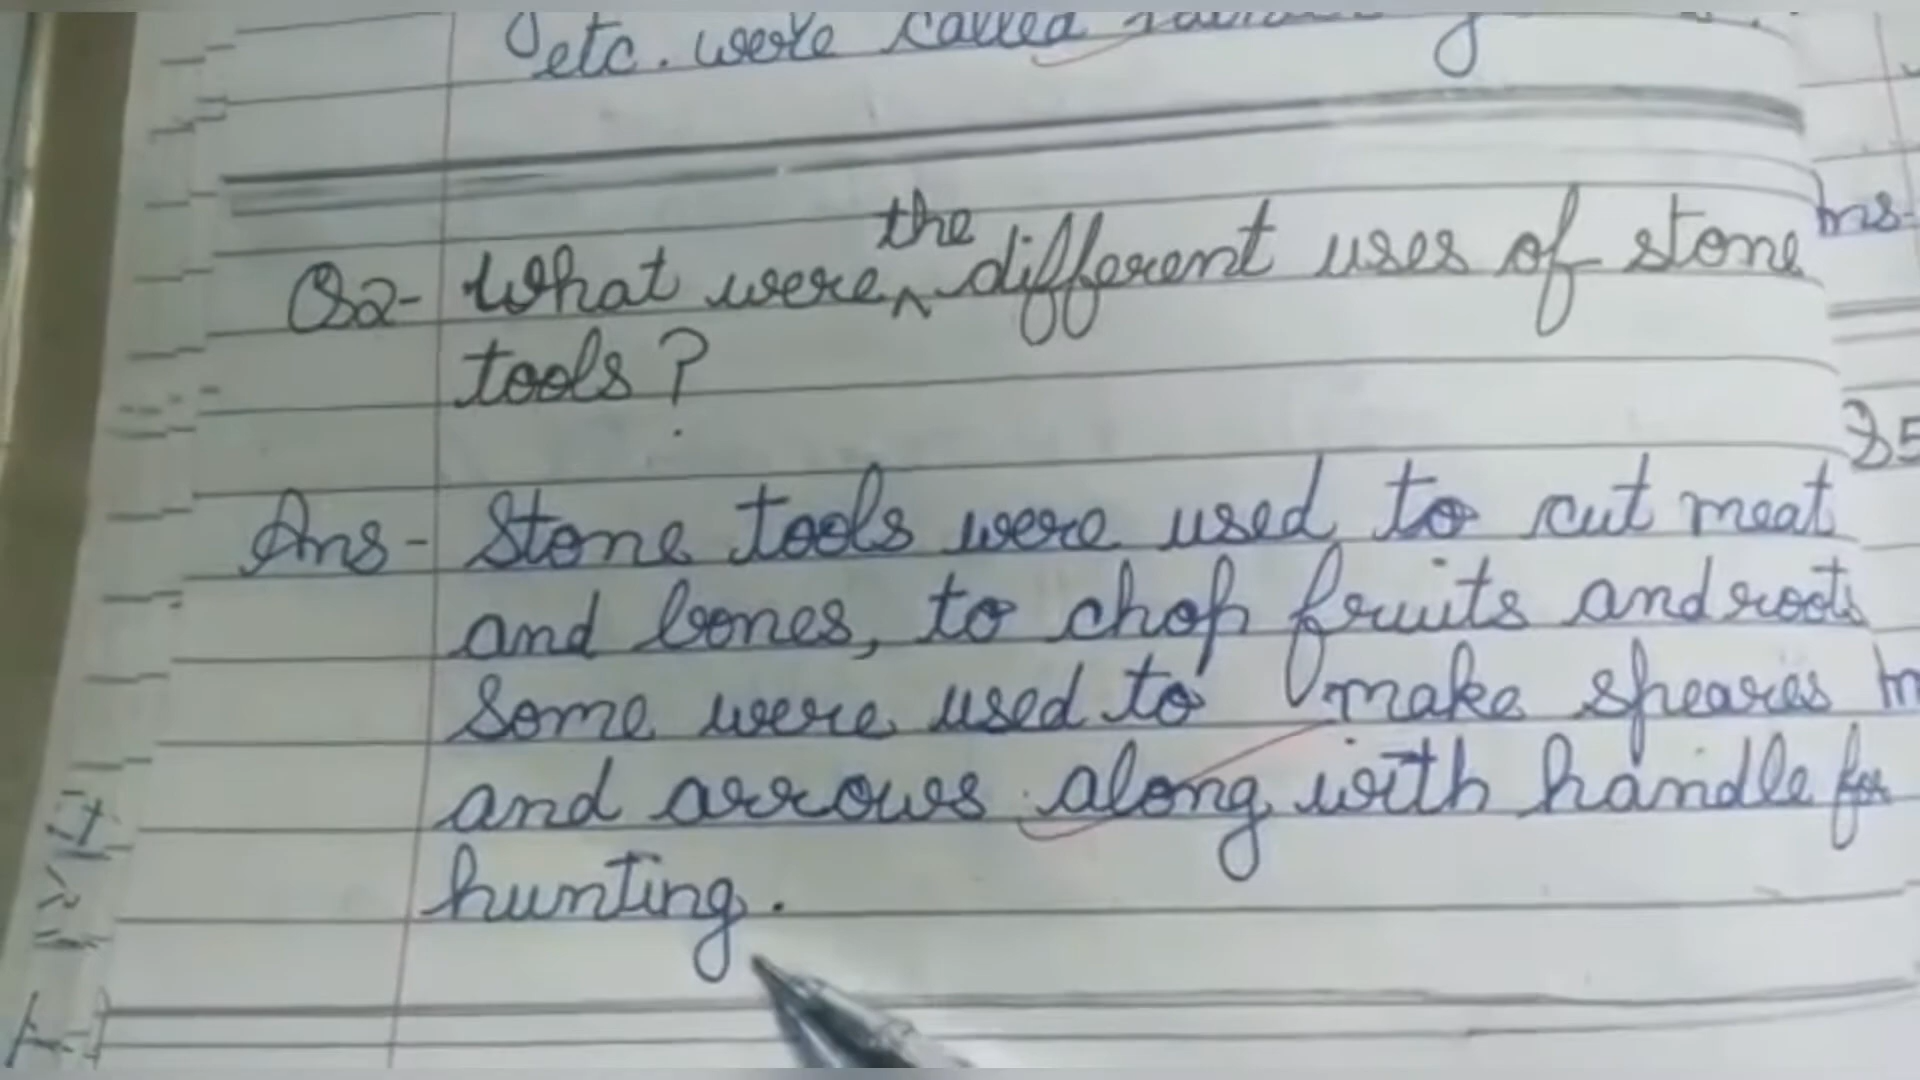 etc. were called
Q2- What were the different uses of stone
tools?
Ans- Stone tools were used to cut meat
and bones, to chop fruits and roots
Some were used to make speares
and arrows along with handle for
hunting.
Ans-